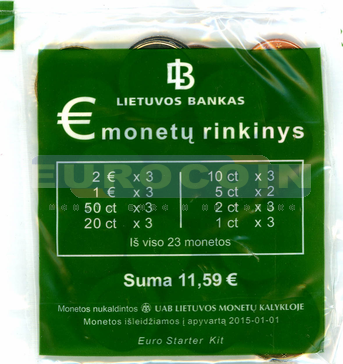 LIETUVOS BANKAS
€ monetų rinkinys
2 € x 3 10 ct x 3
1 € x 3 5 ct x 2
50 ct x 3 2 ct x 3
20 ct x 3 1 ct x 3
EUROCOIN
Iš viso 23 monetos
Suma 11,59 €
Monetos nukaldintos UAB LIETUVOS MONETŲ KALYKLOJE
Monetos išleidžiamos į apyvartą 2015-01-01
Euro Starter Kit